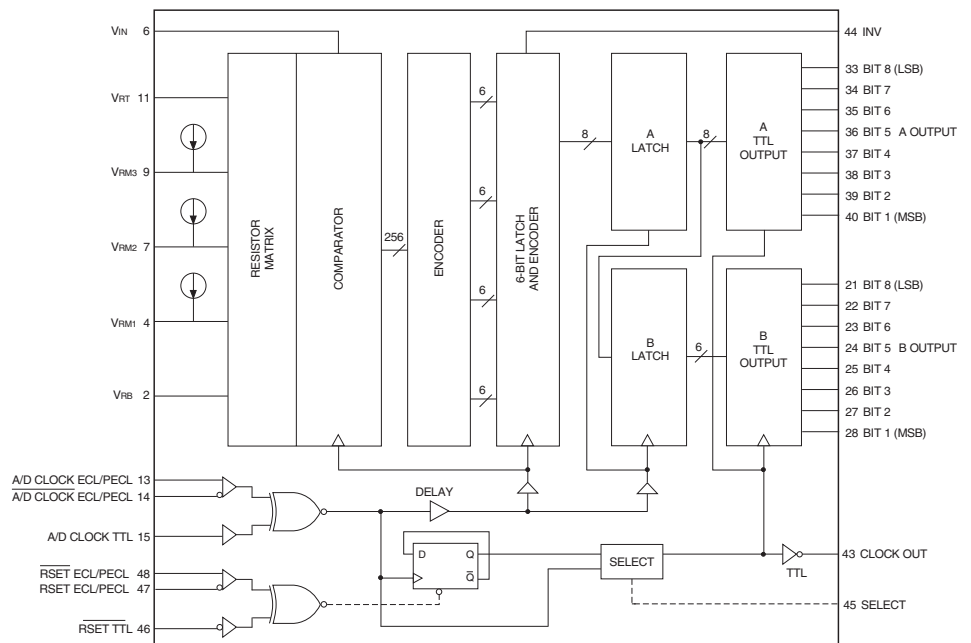 VIN 6
44 INV
VRT 11
VRM3 9
VRM2 7
VRM1 4
VRB 2
RESISTOR
MATRIX
COMPARATOR
256
ENCODER
6
6
6
6
6-BIT LATCH
AND ENCODER
8
A
LATCH
8
A
TTL
OUTPUT
33 BIT 8 (LSB)
34 BIT 7
35 BIT 6
36 BIT 5 A OUTPUT
37 BIT 4
38 BIT 3
39 BIT 2
40 BIT 1 (MSB)
B
LATCH
6
B
TTL
OUTPUT
21 BIT 8 (LSB)
22 BIT 7
23 BIT 6
24 BIT 5 B OUTPUT
25 BIT 4
26 BIT 3
27 BIT 2
28 BIT 1 (MSB)
A/D CLOCK ECL/PECL 13
A/D CLOCK ECL/PECL 14
A/D CLOCK TTL 15
DELAY
D Q
Q
SELECT
TTL
43 CLOCK OUT
45 SELECT
RSET ECL/PECL 48
RSET ECL/PECL 47
RSET TTL 46